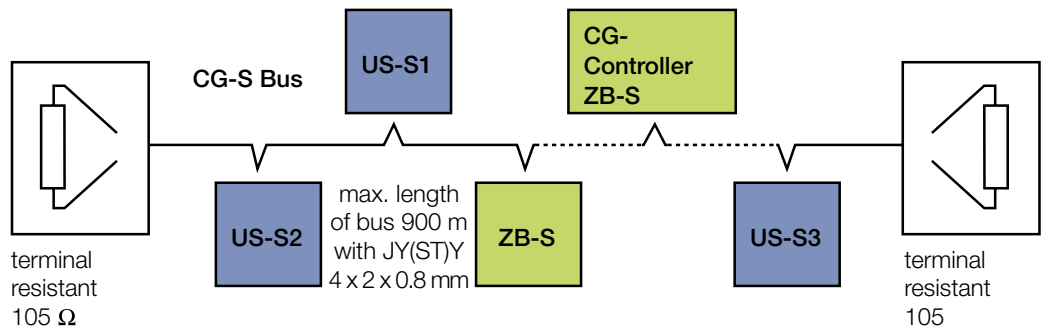 CG-S Bus
US-S1
CG-
Controller
ZB-S
US-S2
max. length
of bus 900 m
with JY(ST)Y
4 x 2 x 0.8 mm
ZB-S
US-S3
terminal
resistant
105 Ω
terminal
resistant
105